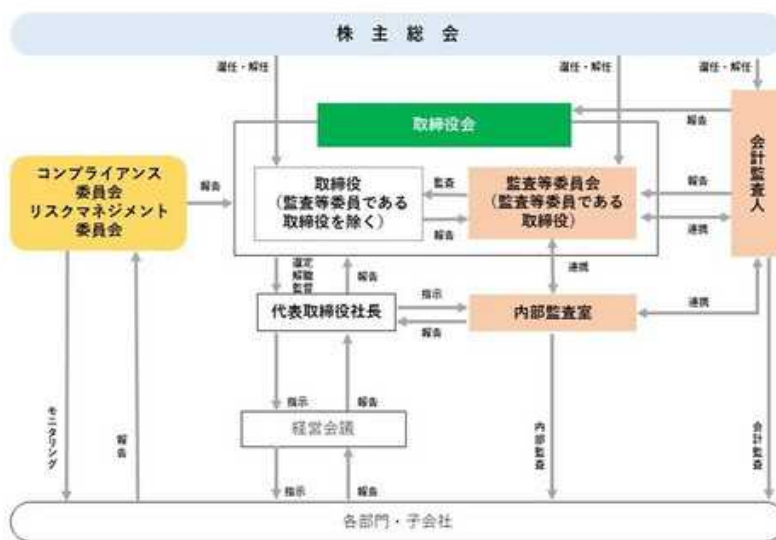 株主総会
選任・解任
選任・解任
選任・解任
取締役会
報告
会計監査人
コンプライアンス
委員会
リスクマネジメント
委員会
報告
取締役
（監査等委員である
取締役を除く）
監査
報告
監査等委員会
（監査等委員である
取締役）
報告
連携
選定
解職
監督
報告
連携
代表取締役社長
指示
報告
内部監査室
連携
指示
報告
経営会議
モニタリング
報告
内部監査
会計監査
指示
報告
各部門・子会社